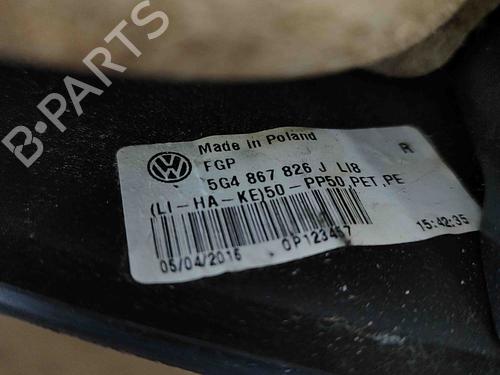 B-PARTS
Made in Poland
FGP R
5G4 867 826 J LI8
(LI-HA-KE)50-PP50,PET,PE
05/04/2016 OP123457 15:42:35